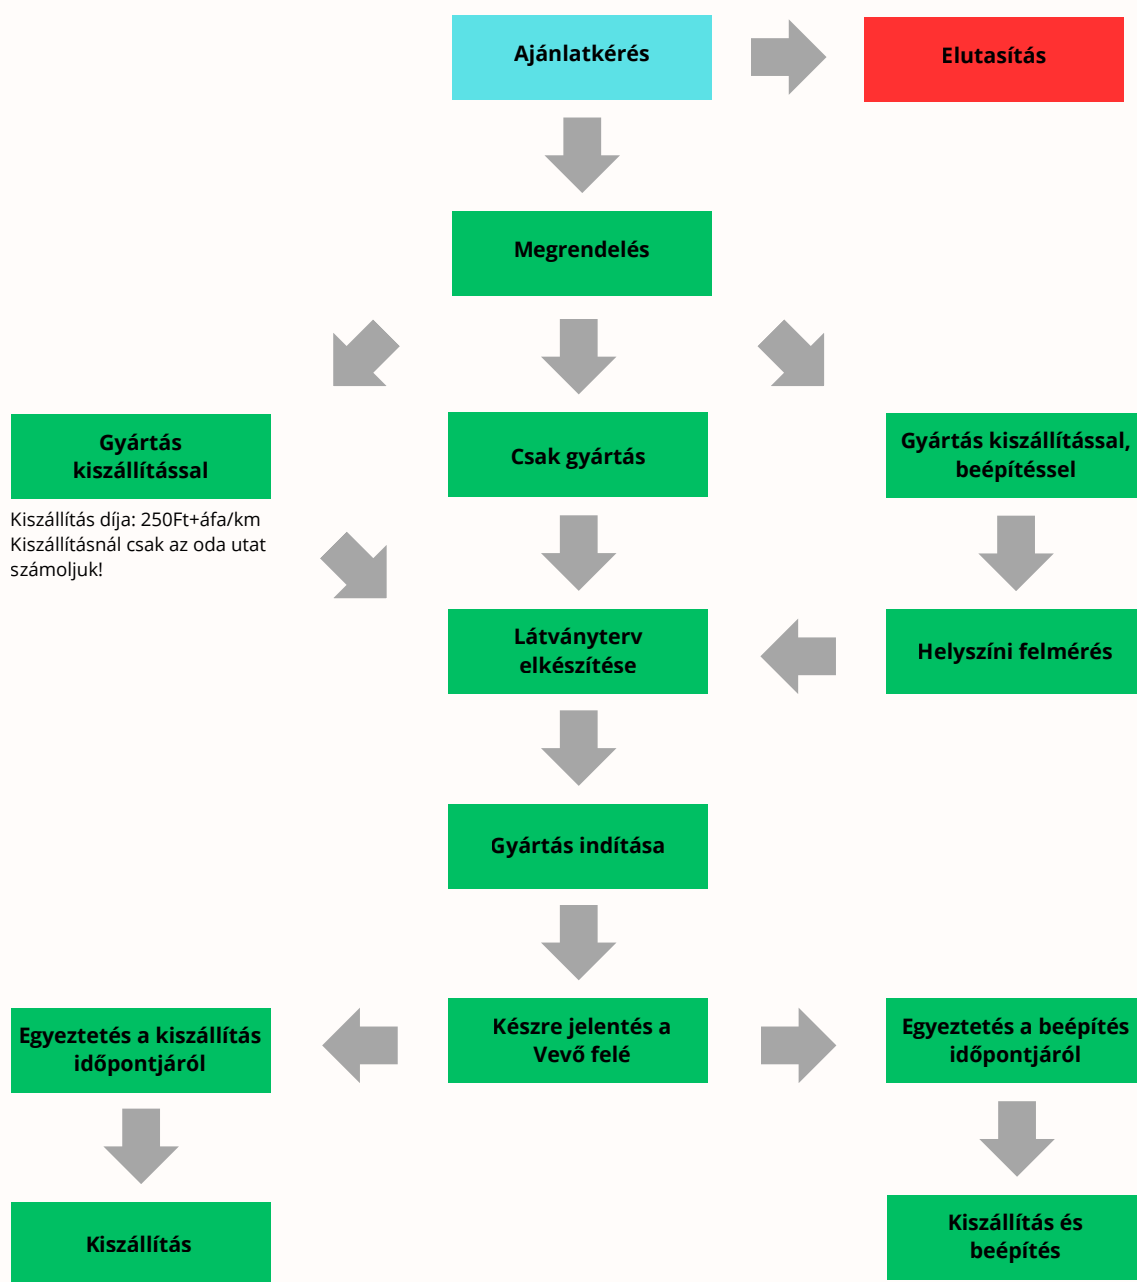 Ajánlatkérés
Elutasítás
Megrendelés
Gyártás
kiszállítással
Csak gyártás
Gyártás kiszállítással,
beépítéssel
Kiszállítás díja: 250Ft+áfa/km
Kiszállításnál csak az oda utat
számoljuk!
Látványterv
elkészítése
Helyszíni felmérés
Gyártás indítása
Egyeztetés a kiszállítás
időpontjáról
Készre jelentés a
Vevő felé
Egyeztetés a beépítés
időpontjáról
Kiszállítás
Kiszállítás és
beépítés